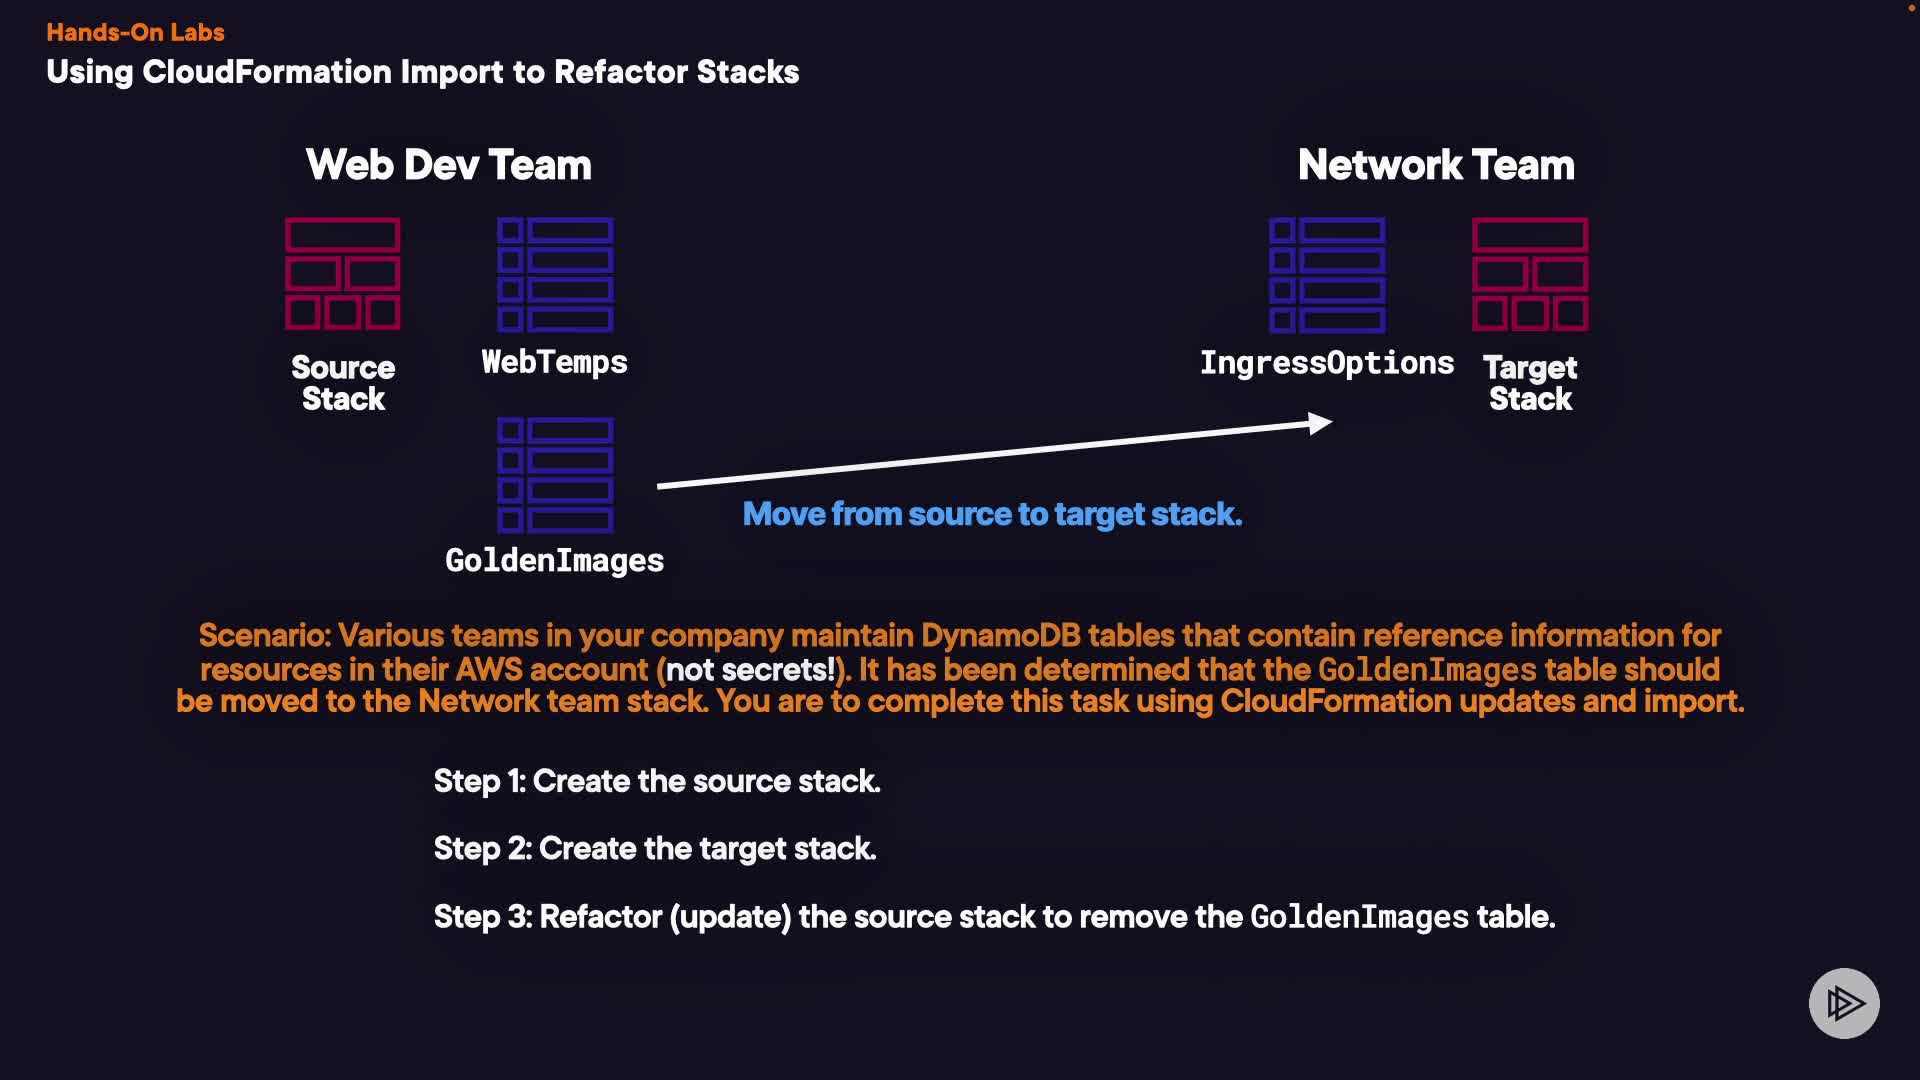 Hands-On Labs
Using CloudFormation Import to Refactor Stacks
Web Dev Team
Network Team
Source
Stack
WebTemps
IngressOptions
Target
Stack
GoldenImages
Move from source to target stack.
Scenario: Various teams in your company maintain DynamoDB tables that contain reference information for
resources in their AWS account (not secrets!). It has been determined that the GoldenImages table should
be moved to the Network team stack. You are to complete this task using CloudFormation updates and import.
Step 1: Create the source stack.
Step 2: Create the target stack.
Step 3: Refactor (update) the source stack to remove the GoldenImages table.